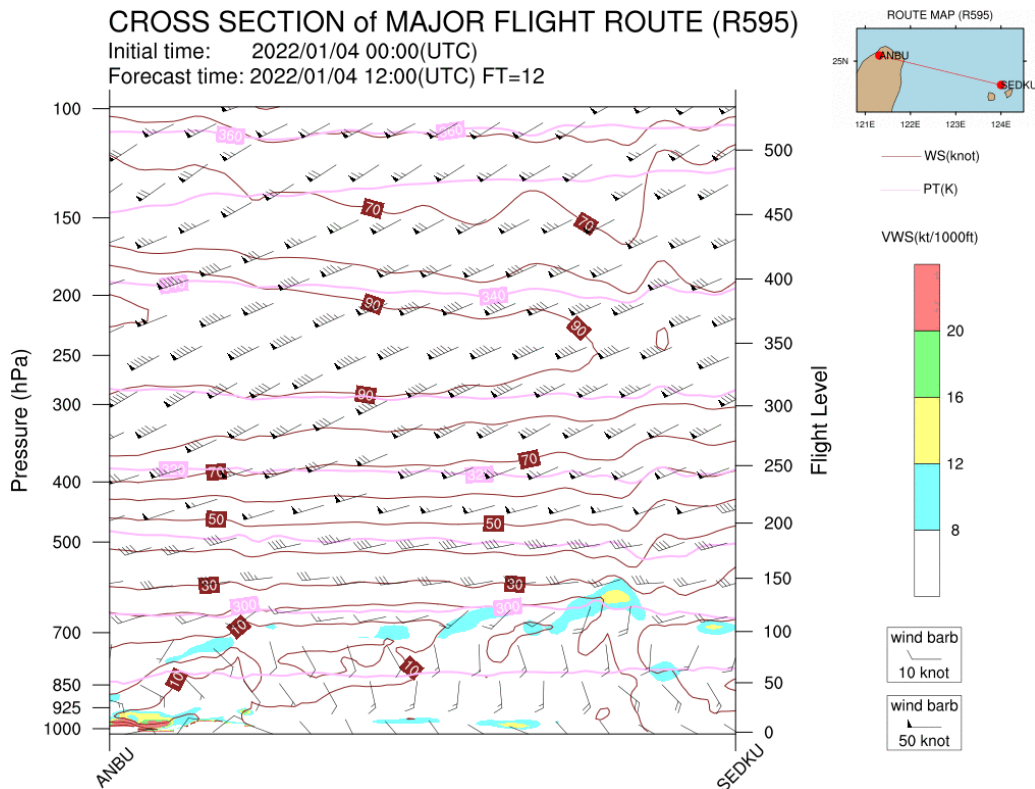 CROSS SECTION of MAJOR FLIGHT ROUTE (R595)
Initial time: 2022/01/04 00:00(UTC)
Forecast time: 2022/01/04 12:00(UTC) FT=12
ROUTE MAP (R595)
25N
ANBU
SEDKU
121E 122E 123E 124E
WS(knot)
PT(K)
VWS(kt/1000ft)
20
16
12
8
wind barb
10 knot
wind barb
50 knot
Pressure (hPa)
100
150
200
250
300
400
500
700
850
925
1000
Flight Level
500
450
400
350
300
250
200
150
100
50
0
360 360
70 70
340
90 90
90
70
70 320
50 50
30 30
300 300
10
10 10
ANBU SEDKU